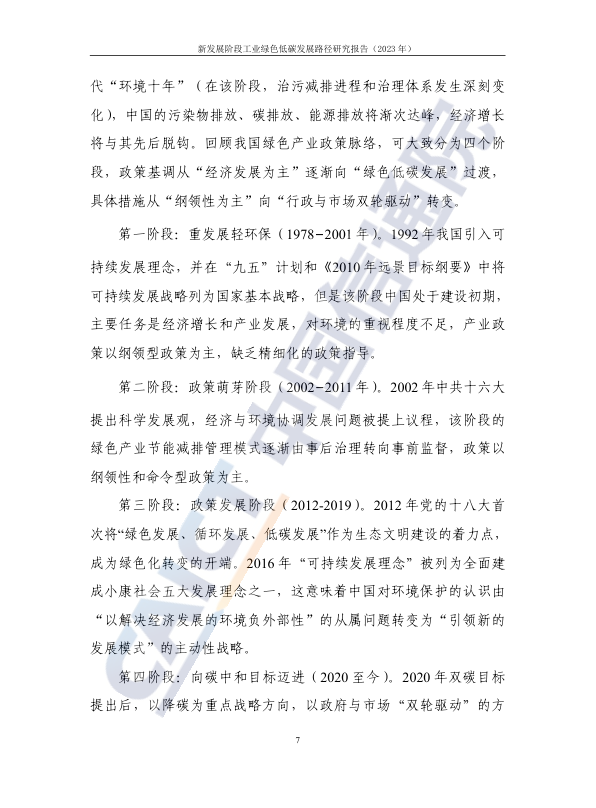 新发展阶段工业绿色低碳发展路径研究报告（2023 年）
代“环境十年”（在该阶段，治污减排进程和治理体系发生深刻变
化），中国的污染物排放、碳排放、能源排放将渐次达峰，经济增长
将与其先后脱钩。回顾我国绿色产业政策脉络，可大致分为四个阶
段，政策基调从“经济发展为主”逐渐向“绿色低碳发展”过渡，
具体措施从“纲领性为主”向“行政与市场双轮驱动”转变。
第一阶段：重发展轻环保（1978−2001 年）。1992 年我国引入可
持续发展理念，并在“九五”计划和《2010 年远景目标纲要》中将
可持续发展战略列为国家基本战略，但是该阶段中国处于建设初期，
主要任务是经济增长和产业发展，对环境的重视程度不足，产业政
策以纲领型政策为主，缺乏精细化的政策指导。
第二阶段：政策萌芽阶段（2002−2011 年）。2002 年中共十六大
提出科学发展观，经济与环境协调发展问题被提上议程，该阶段的
绿色产业节能减排管理模式逐渐由事后治理转向事前监督，政策以
纲领性和命令型政策为主。
第三阶段：政策发展阶段（2012-2019）。2012 年党的十八大首
次将“绿色发展、循环发展、低碳发展”作为生态文明建设的着力点，
成为绿色化转变的开端。2016 年“可持续发展理念”被列为全面建
成小康社会五大发展理念之一，这意味着中国对环境保护的认识由
“以解决经济发展的环境负外部性”的从属问题转变为“引领新的
发展模式”的主动性战略。
第四阶段：向碳中和目标迈进（2020 至今）。2020 年双碳目标
提出后，以降碳为重点战略方向，以政府与市场“双轮驱动”的方
7
CAICT 中国信通院